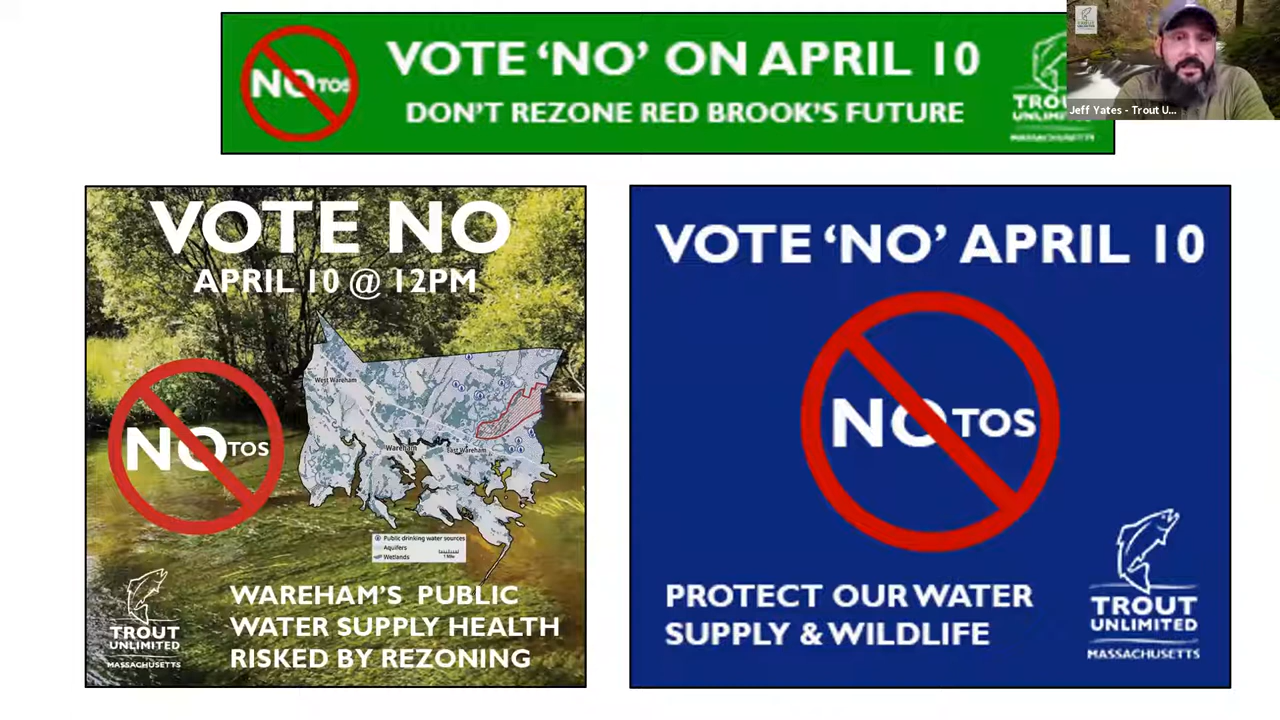 NO TOS
VOTE ‘NO’ ON APRIL 10
DON’T REZONE RED BROOK’S FUTURE
UNLIMITED
MASSACHUSETTS
Jeff Yates - Trout U...
VOTE NO
APRIL 10 @ 12PM
West Wareham
Wareham
East Wareham
NO TOS
Public drinking water sources
Aquifers
Wetlands
1 Mile
WAREHAM’S PUBLIC
WATER SUPPLY HEALTH
RISKED BY REZONING
TROUT
UNLIMITED
MASSACHUSETTS
VOTE ‘NO’ APRIL 10
NO TOS
PROTECT OUR WATER
SUPPLY & WILDLIFE
TROUT
UNLIMITED
MASSACHUSETTS